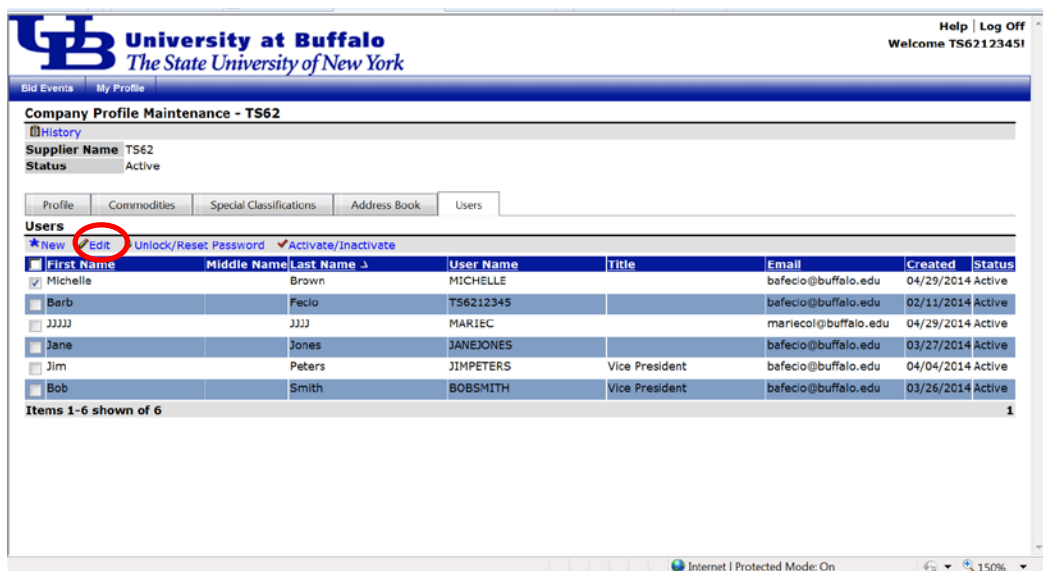 Help | Log Off
Welcome TS6212345!
UB University at Buffalo
The State University of New York
Bid Events My Profile
Company Profile Maintenance - TS62
History
Supplier Name TS62
Status Active
Profile Commodities Special Classifications Address Book Users
Users
New Edit Unlock/Reset Password Activate/Inactivate
First Name Middle Name Last Name User Name Title Email Created Status
Michelle Brown MICHELLE bafecio@buffalo.edu 04/29/2014 Active
Barb Fecio TS6212345 bafecio@buffalo.edu 02/11/2014 Active
JJJJJ JJJJ MARIEC mariecol@buffalo.edu 04/29/2014 Active
Jane Jones JANEJONES bafecio@buffalo.edu 03/27/2014 Active
Jim Peters JIMPETERS Vice President bafecio@buffalo.edu 04/04/2014 Active
Bob Smith BOBSMITH Vice President bafecio@buffalo.edu 03/26/2014 Active
Items 1-6 shown of 6 1
Internet | Protected Mode: On 150%